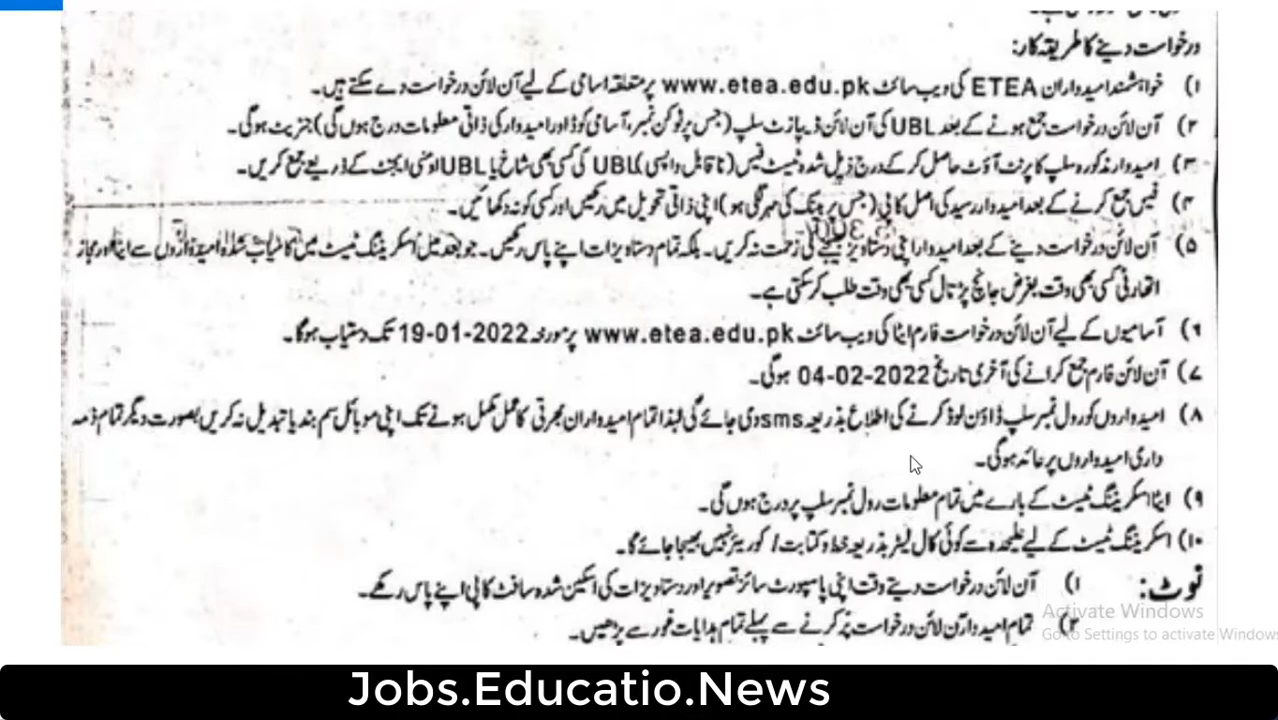 درخواست دینے کا طریقہ کار:
۱) خواہشمند امیدواران ETEA کی ویب سائٹ www.etea.edu.pk پر متعلقہ اسامی کے لیے آن لائن درخواست دے سکتے ہیں۔
۲) آن لائن درخواست جمع ہونے کے بعد UBL کی آن لائن ڈیپازٹ سلپ (جس پر ٹوکن نمبر، آسامی کوڈ اور امیدوار کی ذاتی معلومات درج ہوں گی) جنریٹ ہوگی۔
۳) امیدوار مذکورہ سلپ کا پرنٹ آؤٹ حاصل کر کے درج ذیل شدہ ٹیسٹ فیس (ناقابل واپسی) UBL کی کسی بھی شاخ یا UBL اومنی ایجنٹ کے ذریعے جمع کریں۔
۴) فیس جمع کرنے کے بعد امیدوار رسید کی اصل کاپی (جس پر بینک کی مہر لگی ہو) اپنی ذاتی تحویل میں رکھیں اور کسی کو نہ دکھائیں۔
۵) آن لائن درخواست دینے کے بعد امیدوار اپنی دستاویز بھیجنے کی زحمت نہ کریں۔ بلکہ تمام دستاویزات اپنے پاس رکھیں۔ جو بعد میں اسکریننگ ٹیسٹ میں کامیاب شدہ امیدواروں سے ایٹا اور مجاز
اتھارٹی کسی بھی وقت بغرض جانچ پڑتال کسی بھی وقت طلب کر سکتی ہے۔
۶) آسامیوں کے لیے آن لائن درخواست فارم ایٹا کی ویب سائٹ www.etea.edu.pk پر مورخہ 19-01-2022 تک دستیاب ہوگا۔
۷) آن لائن فارم جمع کرانے کی آخری تاریخ 04-02-2022 ہوگی۔
۸) امیدواروں کو رول نمبر سلپ ڈاؤن لوڈ کرنے کی اطلاع بذریعہ sms دی جائے گی لہٰذا تمام امیدواران بھرتی کا عمل مکمل ہونے تک اپنی موبائل سم بند یا تبدیل نہ کریں بصورت دیگر تمام ذمہ
داری امیدواروں پر عائد ہوگی۔
۹) ایٹا اسکریننگ ٹیسٹ کے بارے میں تمام معلومات رول نمبر سلپ پر درج ہوں گی۔
۱۰) اسکریننگ ٹیسٹ کے لیے علیحدہ سے کوئی کال لیٹر بذریعہ خط و کتابت / کوریئر نہیں بھیجا جائے گا۔
نوٹ: ۱) آن لائن درخواست دیتے وقت اپنی پاسپورٹ سائز تصویر اور دستاویزات کی اسکین شدہ سافٹ کاپی اپنے پاس رکھے۔
۲) تمام امیدوار آن لائن درخواست پُر کرنے سے پہلے تمام ہدایات غور سے پڑھیں۔
Activate Windows
Go to Settings to activate Windows
Jobs.Educatio.News